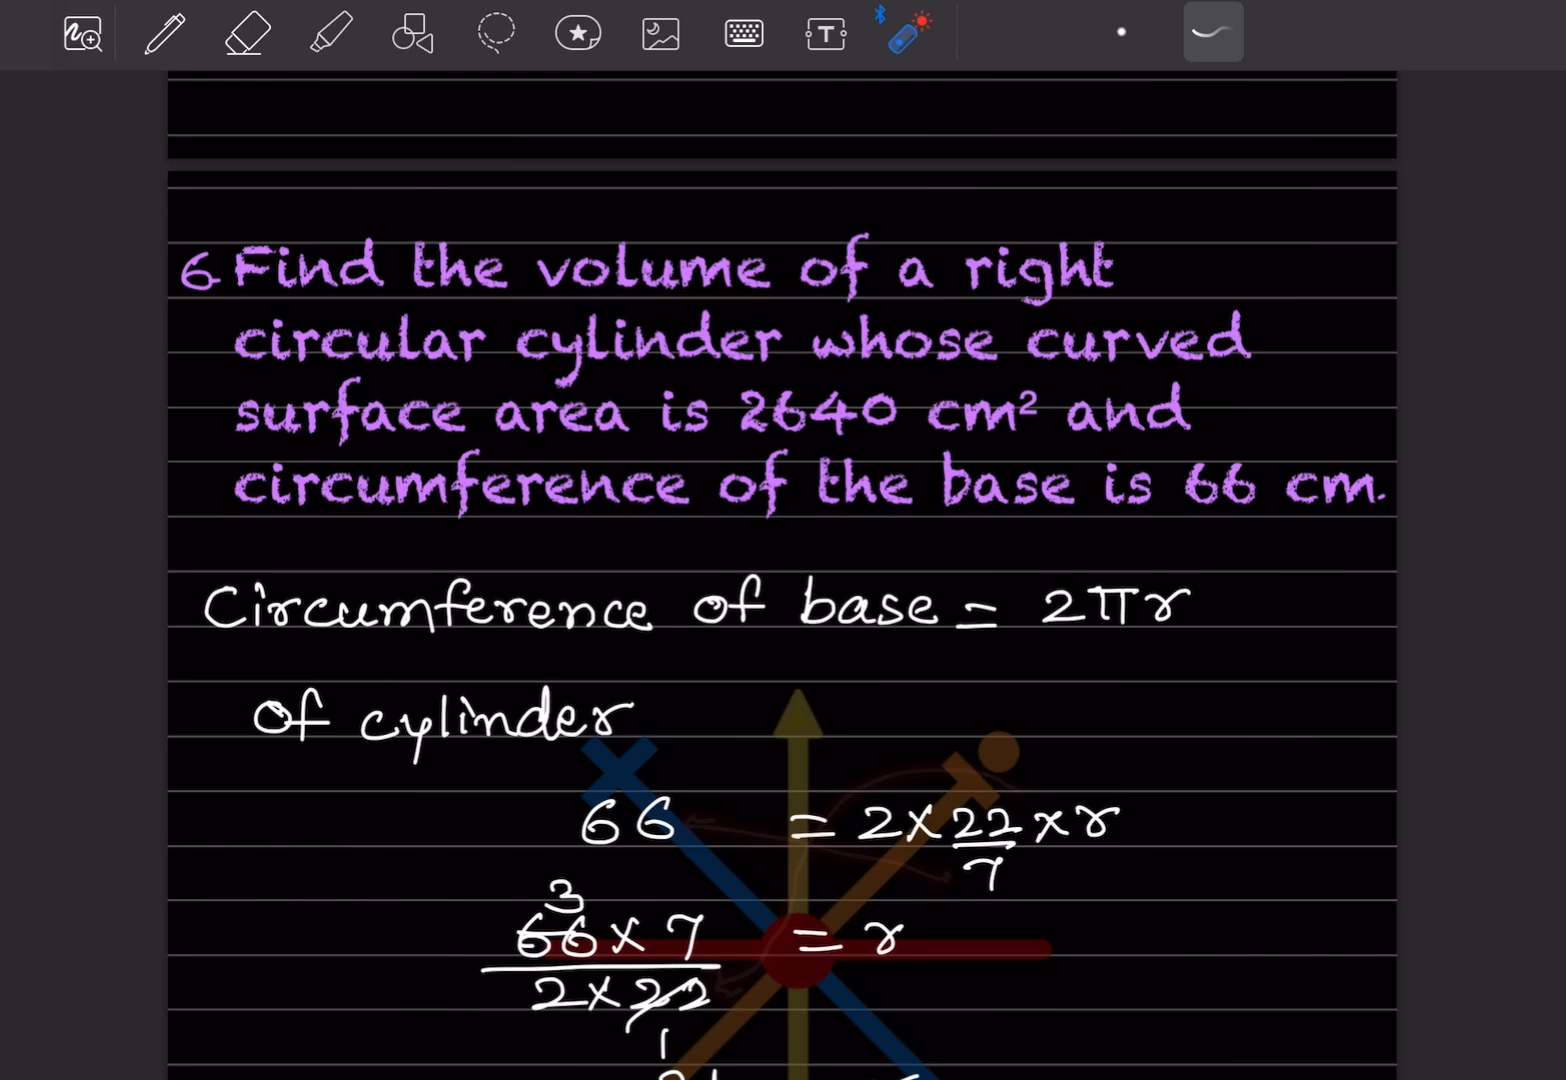 6 Find the volume of a right
circular cylinder whose curved
surface area is 2640 cm² and
circumference of the base is 66 cm.
Circumference of base = 2πr
of cylinder
66 = 2 × 22/7 × r
3
66 × 7 = r
2 × 22
1